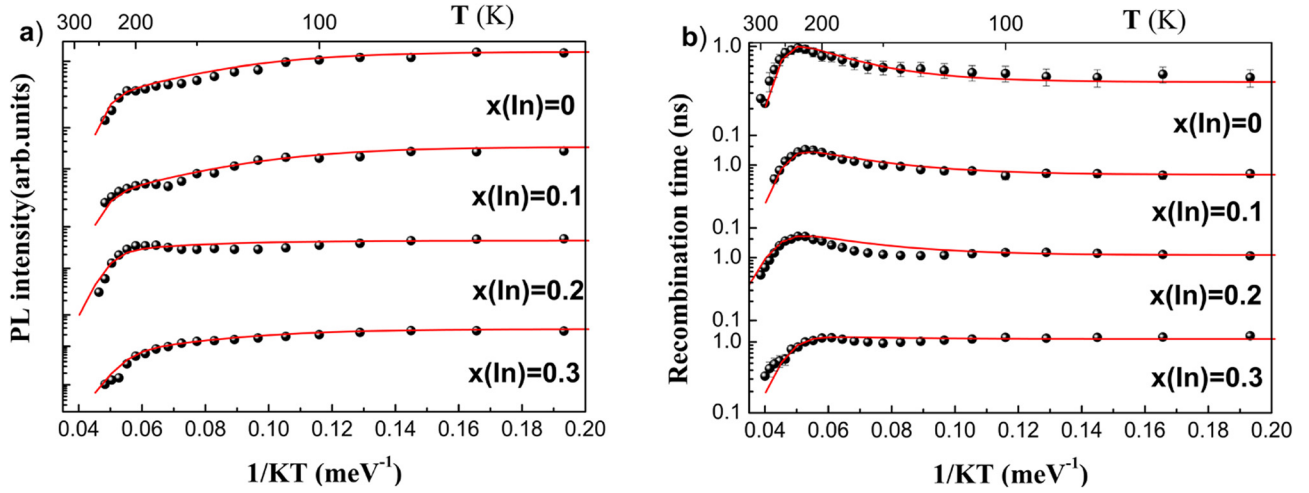 300 200 100 T (K)
a)
PL intensity(arb.units)
x(In)=0
x(In)=0.1
x(In)=0.2
x(In)=0.3
0.04 0.06 0.08 0.10 0.12 0.14 0.16 0.18 0.20
1/KT (meV-1)
300 200 100 T (K)
b)
Recombination time (ns)
1.0
x(In)=0
0.1
1.0
x(In)=0.1
0.1
1.0
x(In)=0.2
0.1
1.0
x(In)=0.3
0.1
0.04 0.06 0.08 0.10 0.12 0.14 0.16 0.18 0.20
1/KT (meV-1)